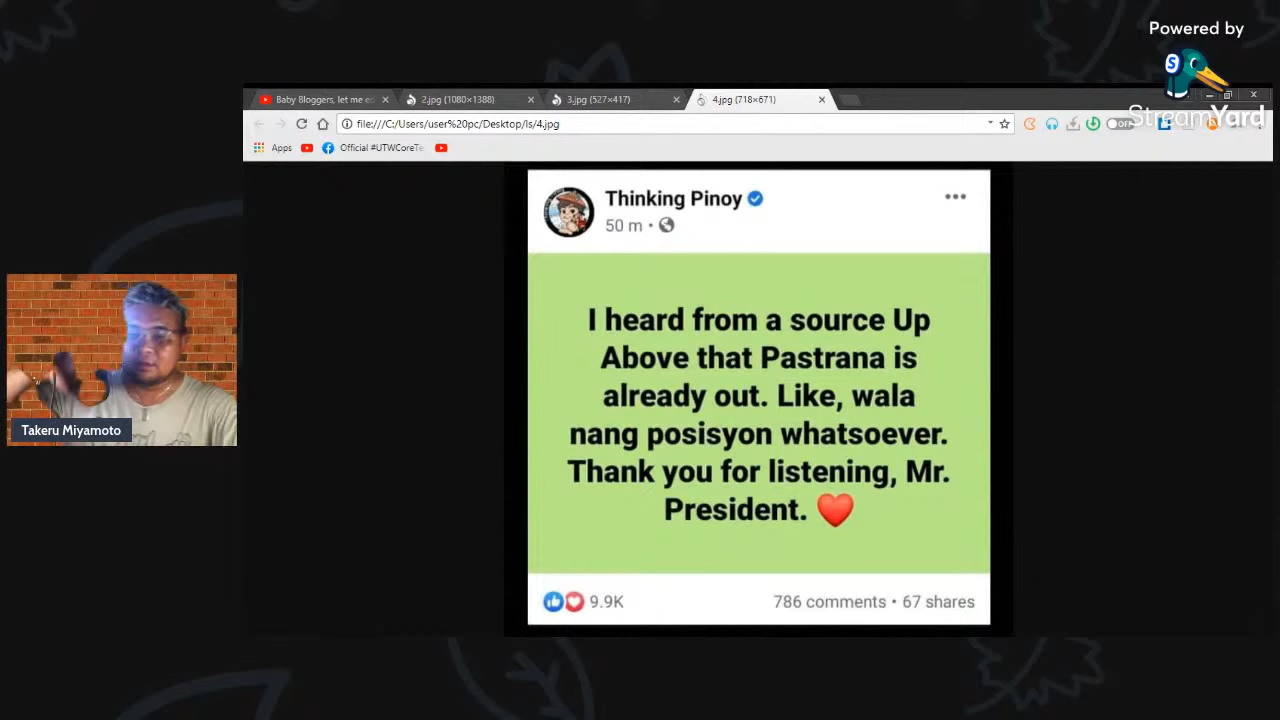 Powered by
StreamYard
Baby Bloggers, let me
2.jpg (1080×1388)
3.jpg (527×417)
4.jpg (718×671)
file:///C:/Users/user%20pc/Desktop/ls/4.jpg
OFF
Apps
Official #UTWCoreTe
Thinking Pinoy
50 m
I heard from a source Up
Above that Pastrana is
already out. Like, wala
nang posisyon whatsoever.
Thank you for listening, Mr.
President.
9.9K
786 comments • 67 shares
Takeru Miyamoto